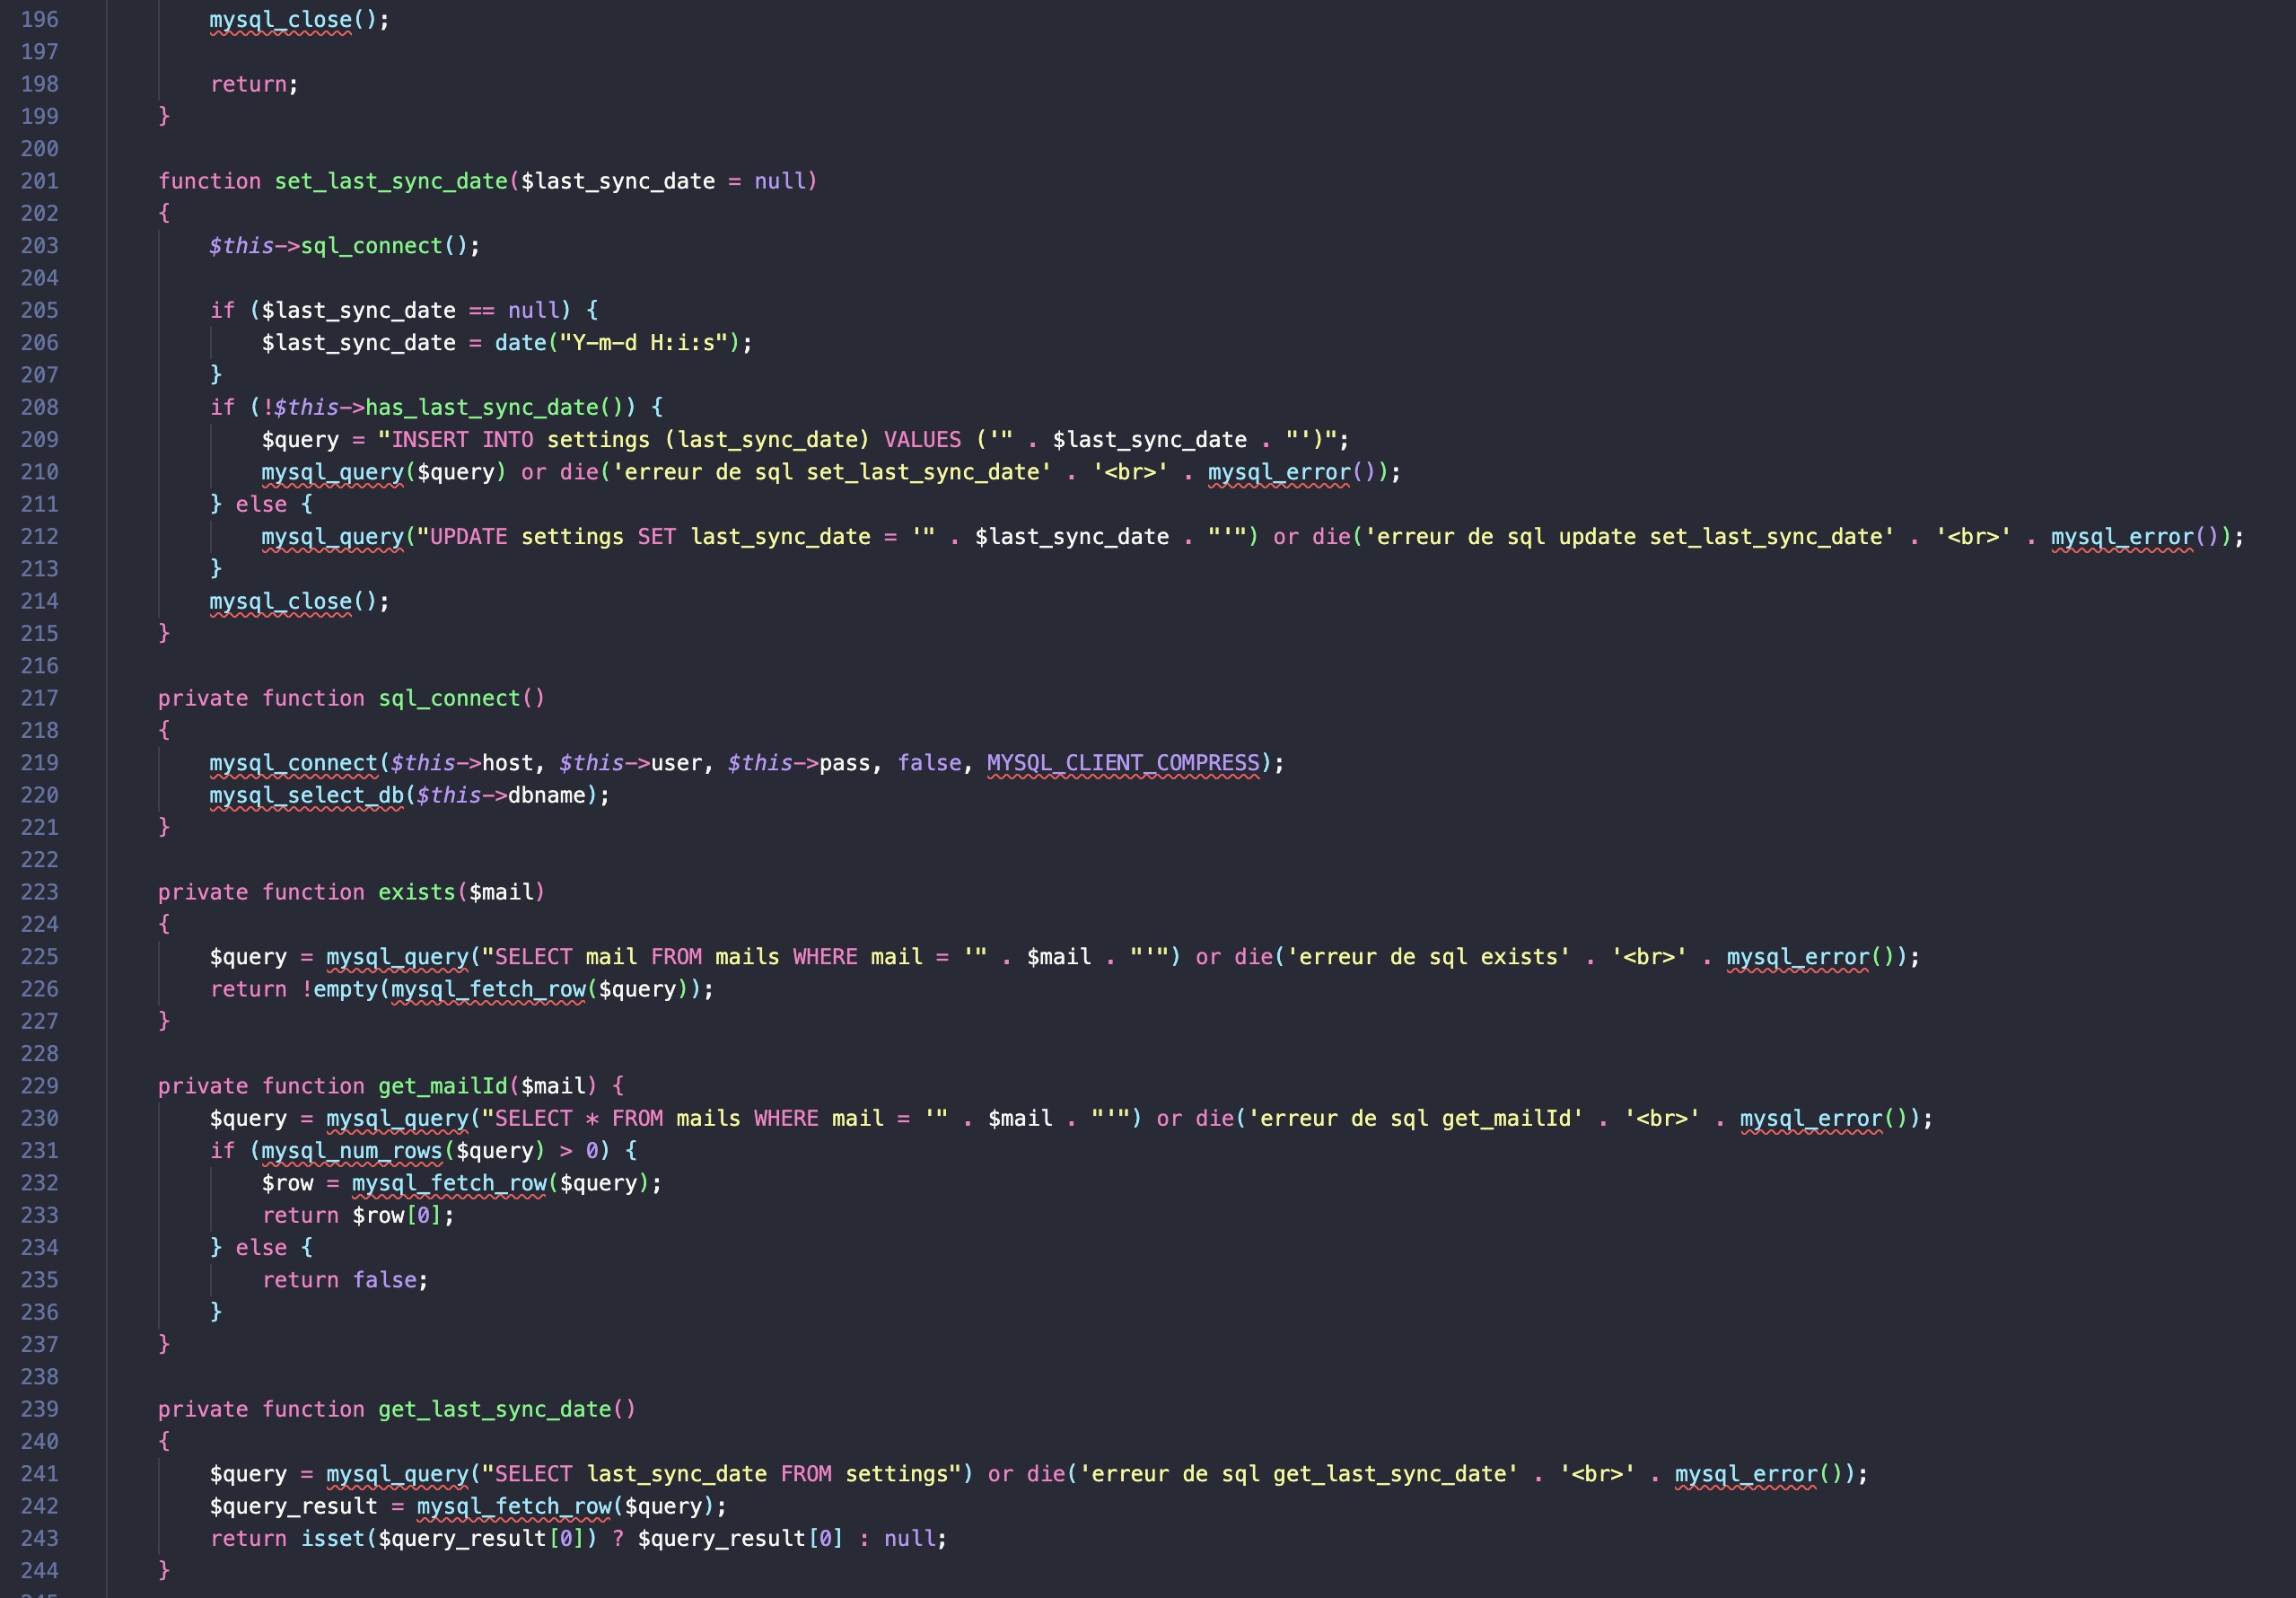 196 mysql_close();
197
198 return;
199 }
200
201 function set_last_sync_date($last_sync_date = null)
202 {
203 $this->sql_connect();
204
205 if ($last_sync_date == null) {
206 $last_sync_date = date("Y-m-d H:i:s");
207 }
208 if (!$this->has_last_sync_date()) {
209 $query = "INSERT INTO settings (last_sync_date) VALUES ('" . $last_sync_date . "')";
210 mysql_query($query) or die('erreur de sql set_last_sync_date' . '<br>' . mysql_error());
211 } else {
212 mysql_query("UPDATE settings SET last_sync_date = '" . $last_sync_date . "'") or die('erreur de sql update set_last_sync_date' . '<br>' . mysql_error());
213 }
214 mysql_close();
215 }
216
217 private function sql_connect()
218 {
219 mysql_connect($this->host, $this->user, $this->pass, false, MYSQL_CLIENT_COMPRESS);
220 mysql_select_db($this->dbname);
221 }
222
223 private function exists($mail)
224 {
225 $query = mysql_query("SELECT mail FROM mails WHERE mail = '" . $mail . "'") or die('erreur de sql exists' . '<br>' . mysql_error());
226 return !empty(mysql_fetch_row($query));
227 }
228
229 private function get_mailId($mail) {
230 $query = mysql_query("SELECT * FROM mails WHERE mail = '" . $mail . "'") or die('erreur de sql get_mailId' . '<br>' . mysql_error());
231 if (mysql_num_rows($query) > 0) {
232 $row = mysql_fetch_row($query);
233 return $row[0];
234 } else {
235 return false;
236 }
237 }
238
239 private function get_last_sync_date()
240 {
241 $query = mysql_query("SELECT last_sync_date FROM settings") or die('erreur de sql get_last_sync_date' . '<br>' . mysql_error());
242 $query_result = mysql_fetch_row($query);
243 return isset($query_result[0]) ? $query_result[0] : null;
244 }